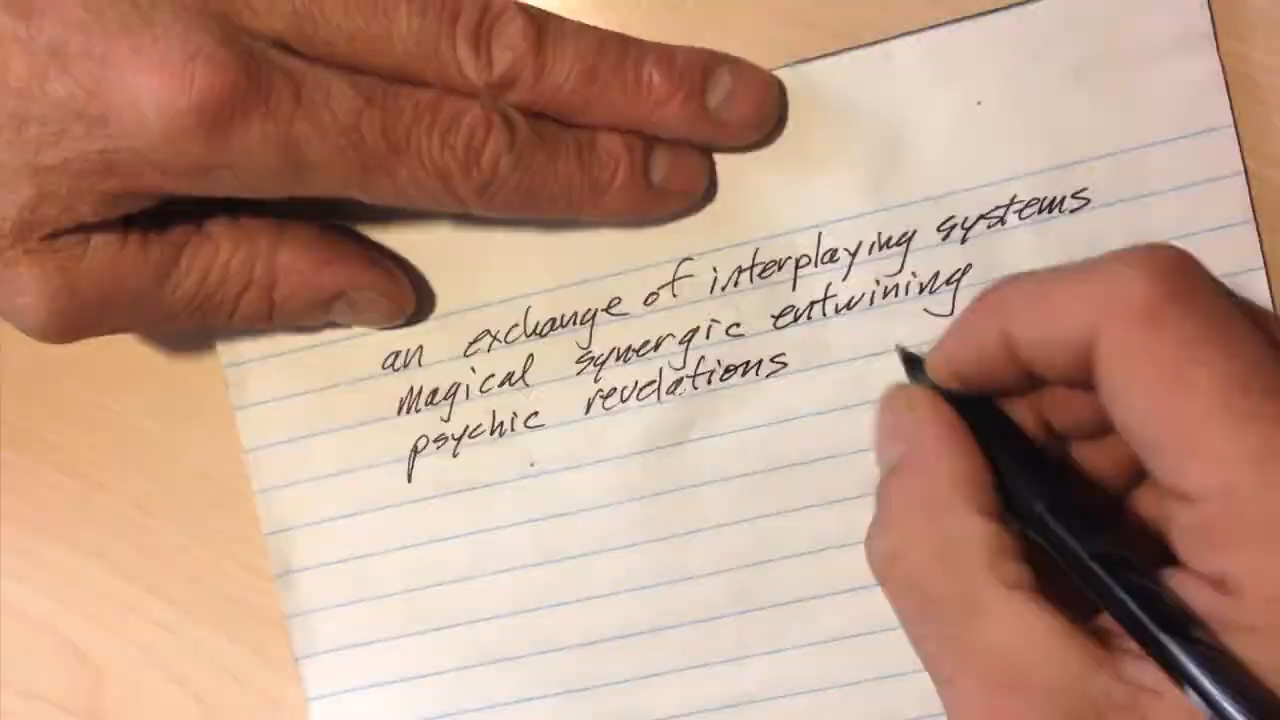 an exchange of interplaying systems
magical synergic entwining
psychic revelations